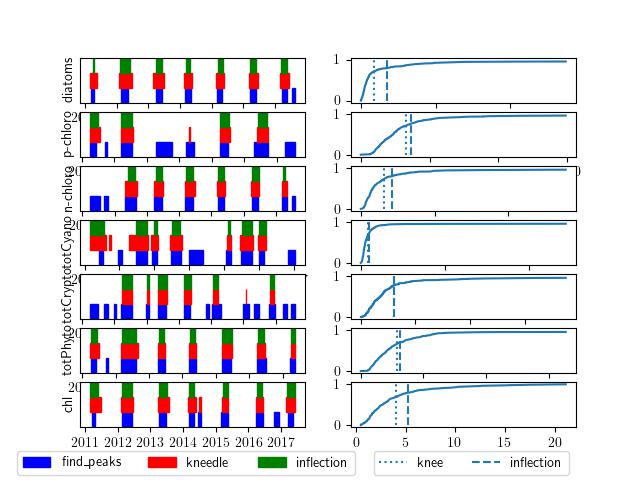 diatoms
p-chloro
n-chloro
totCyano
totCrypto
totPhyto
chl
1
0
1
0
1
0
1
0
1
0
1
0
1
0
2011 2012 2013 2014 2015 2016 2017
0 5 10 15 20
find_peaks kneedle inflection
knee inflection